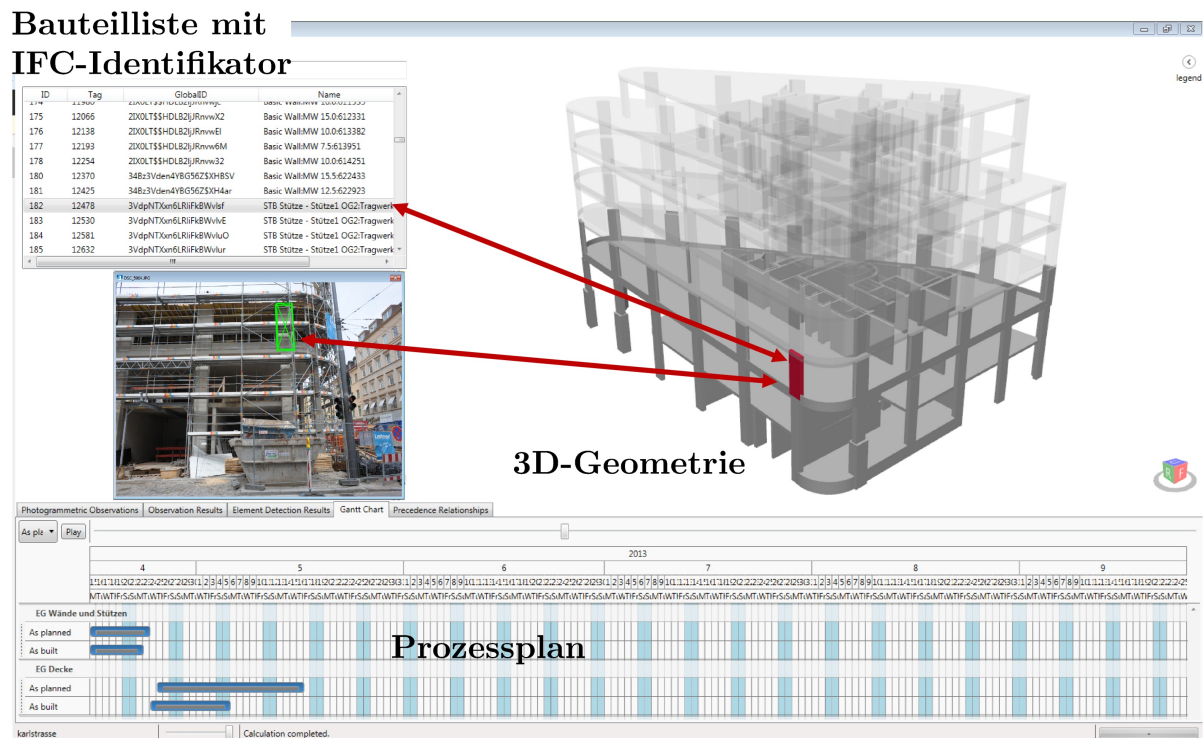 Bauteilliste mit
IFC-Identifikator
legend
ID Tag GlobalID Name
175 12066 2IX0LT$$HDLB2IjJRnvwX2 Basic Wall:MW 15.0:612331
176 12138 2IX0LT$$HDLB2IjJRnvwEI Basic Wall:MW 10.0:613382
177 12193 2IX0LT$$HDLB2IjJRnvw6M Basic Wall:MW 7.5:613951
178 12254 2IX0LT$$HDLB2IjJRnvw32 Basic Wall:MW 10.0:614251
180 12370 34Bz3Vden4YBG56Z$XHBSV Basic Wall:MW 15.5:622433
181 12425 34Bz3Vden4YBG56Z$XH4ar Basic Wall:MW 12.5:622923
182 12478 3VdpNTXxn6LRIiFkBWvIsf STB Stütze - Stütze1 OG2:Tragwerk
183 12530 3VdpNTXxn6LRIiFkBWvIvE STB Stütze - Stütze1 OG2:Tragwerk
184 12581 3VdpNTXxn6LRIiFkBWvIuO STB Stütze - Stütze1 OG2:Tragwerk
185 12632 3VdpNTXxn6LRIiFkBWvIur STB Stütze - Stütze1 OG2:Tragwerk
3D-Geometrie
Photogrammetric Observations Observation Results Element Detection Results Gantt Chart Precedence Relationships
As pla Play
2013
4 5 6 7 8 9
EG Wände und Stützen
As planned
As built
Prozessplan
EG Decke
As planned
As built
karlstrasse Calculation completed.